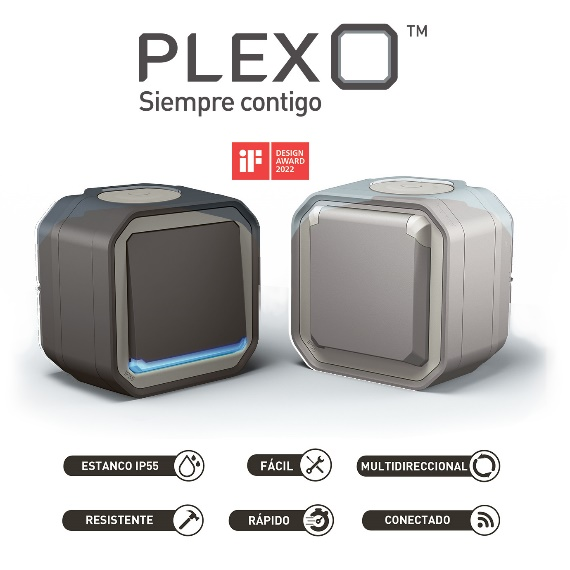 PLEXO™
Siempre contigo
iF DESIGN
AWARD
2022
ESTANCO IP55
FÁCIL
MULTIDIRECCIONAL
RESISTENTE
RÁPIDO
CONECTADO